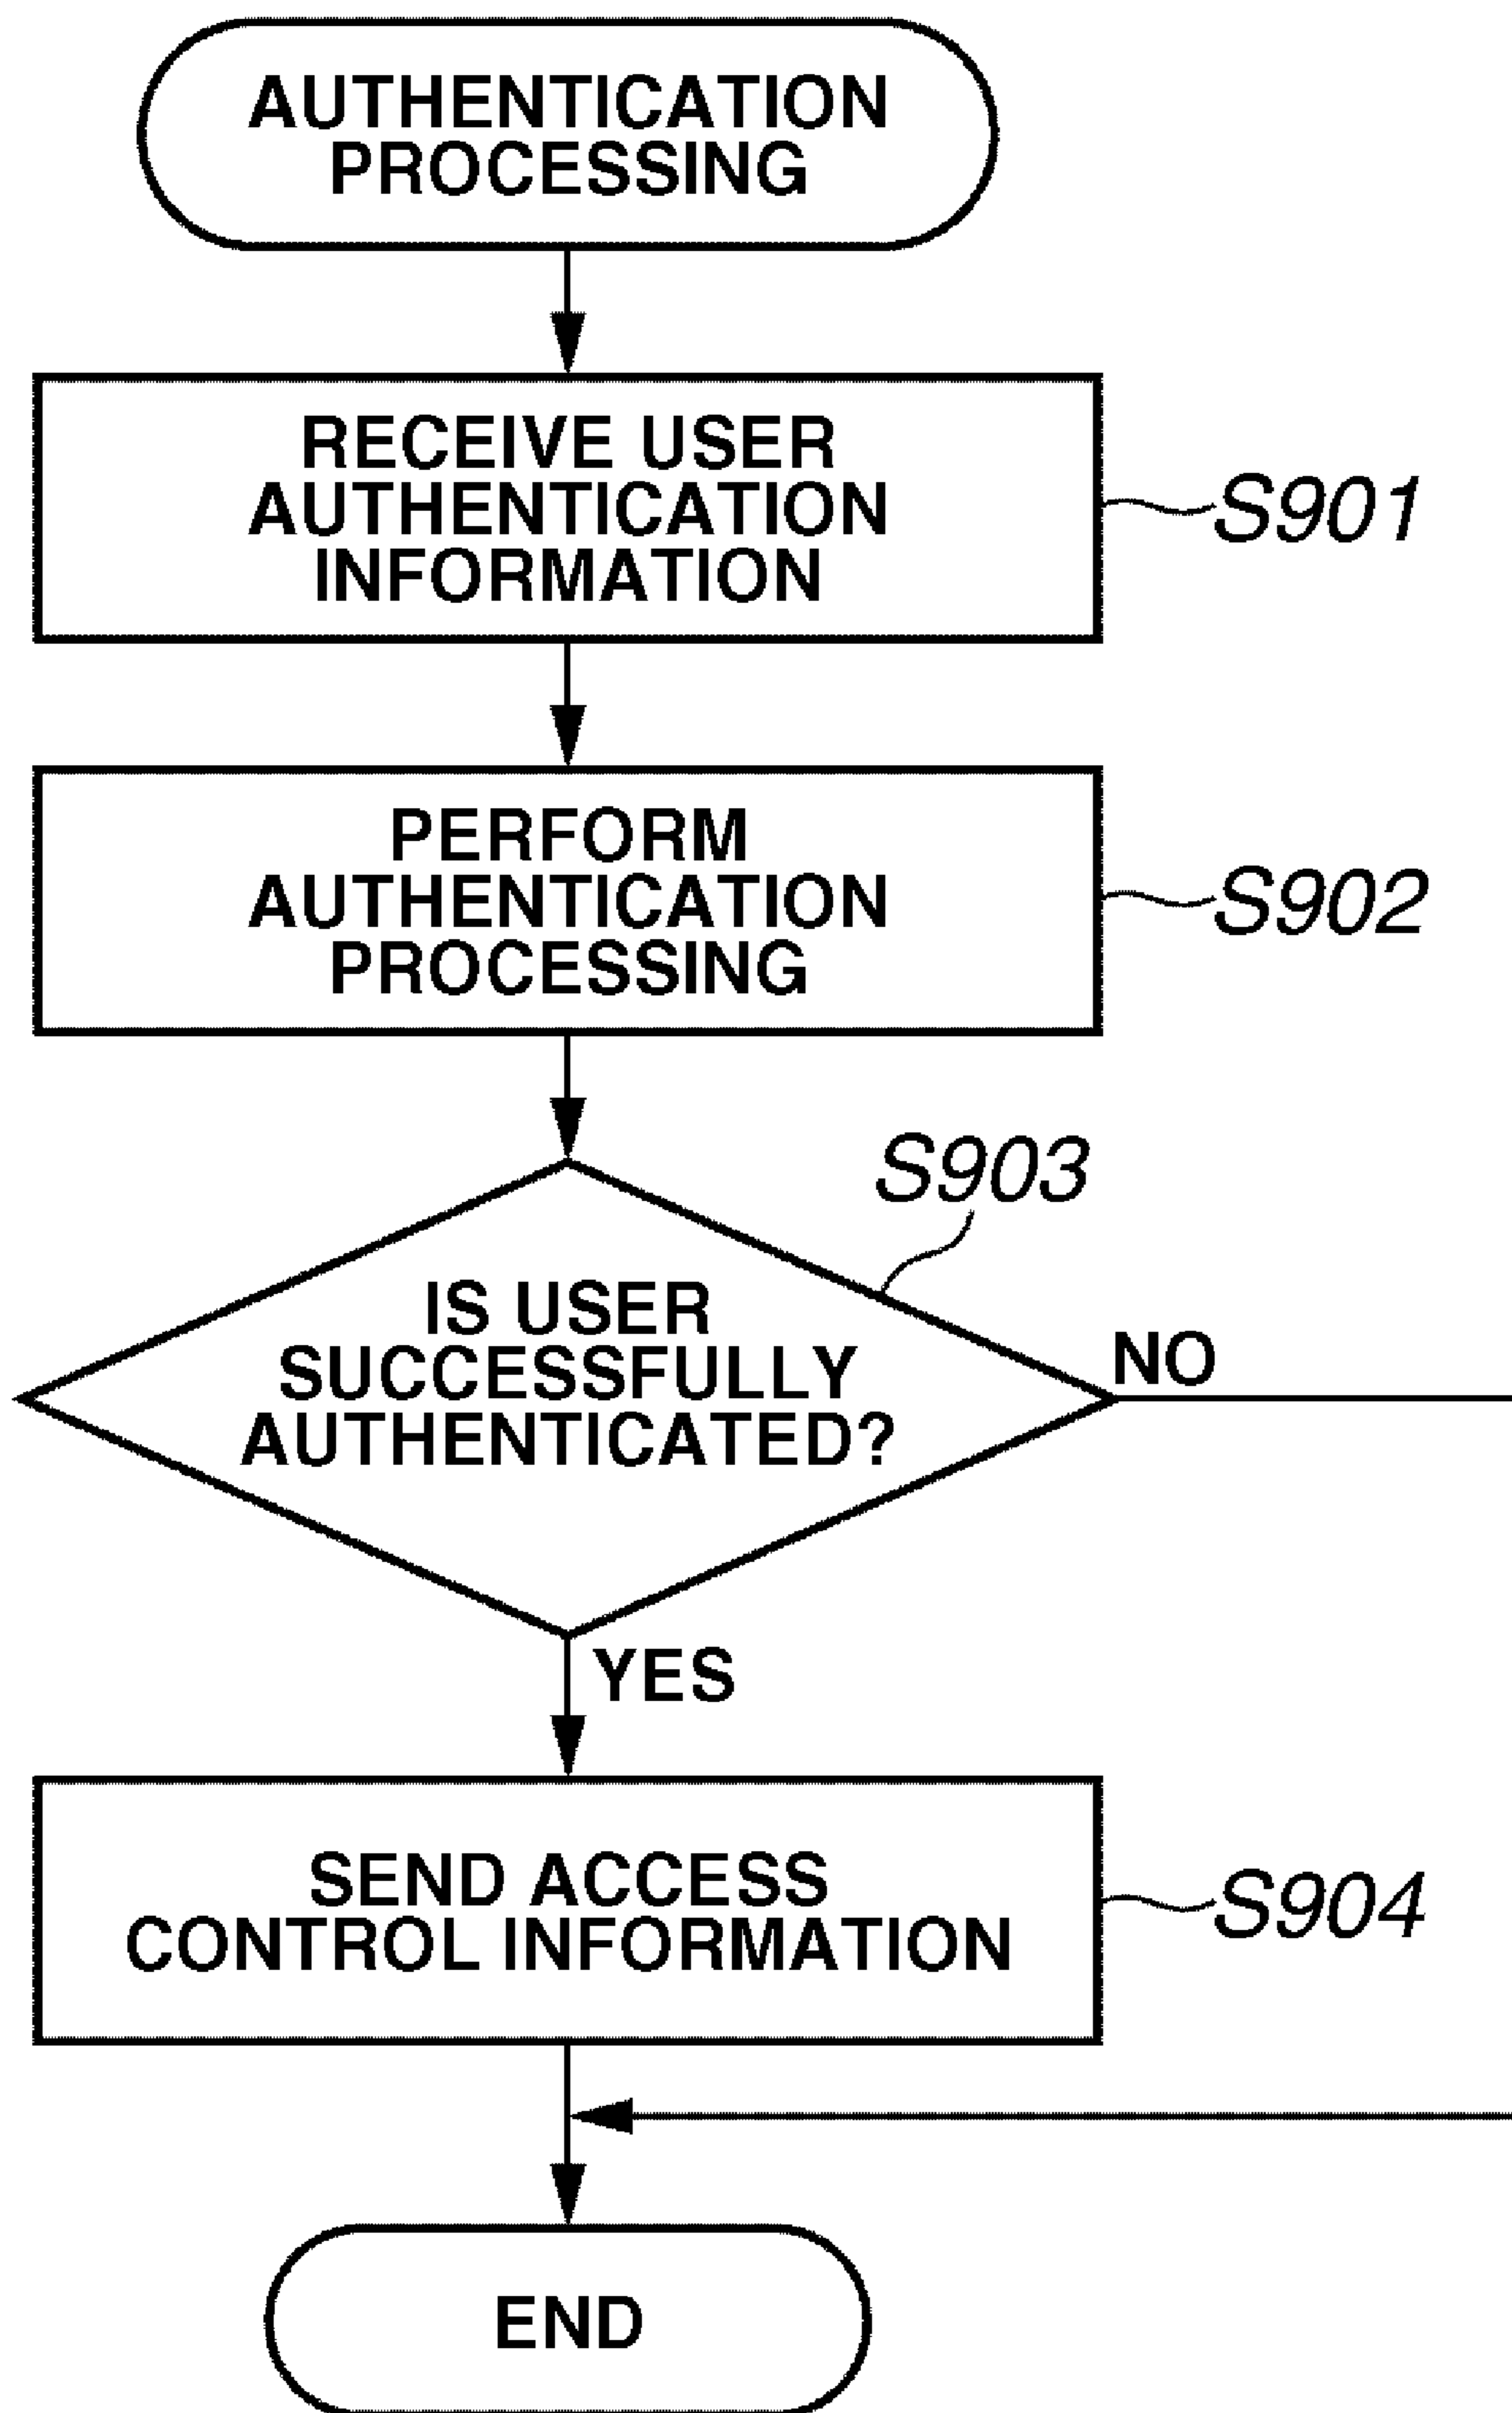 AUTHENTICATION
PROCESSING
RECEIVE USER
AUTHENTICATION
INFORMATION
S901
PERFORM
AUTHENTICATION
PROCESSING
S902
S903
IS USER
SUCCESSFULLY
AUTHENTICATED?
NO
YES
SEND ACCESS
CONTROL INFORMATION
S904
END